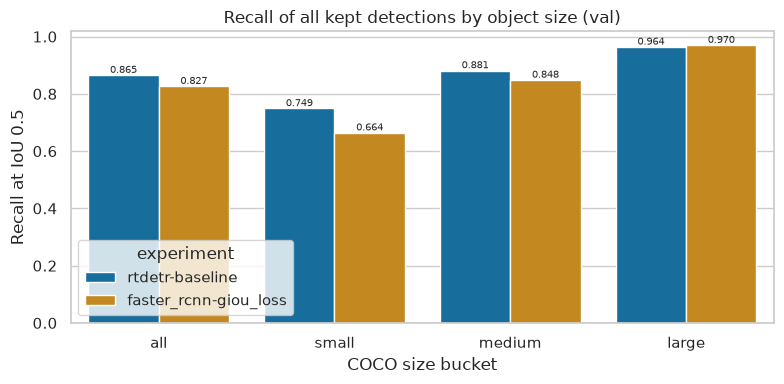 Recall of all kept detections by object size (val)
Recall at IoU 0.5
1.0
0.8
0.6
0.4
0.2
0.0
0.865
0.827
0.749
0.664
0.881
0.848
0.964
0.970
experiment
rtdetr-baseline
faster_rcnn-giou_loss
all
small
medium
large
COCO size bucket